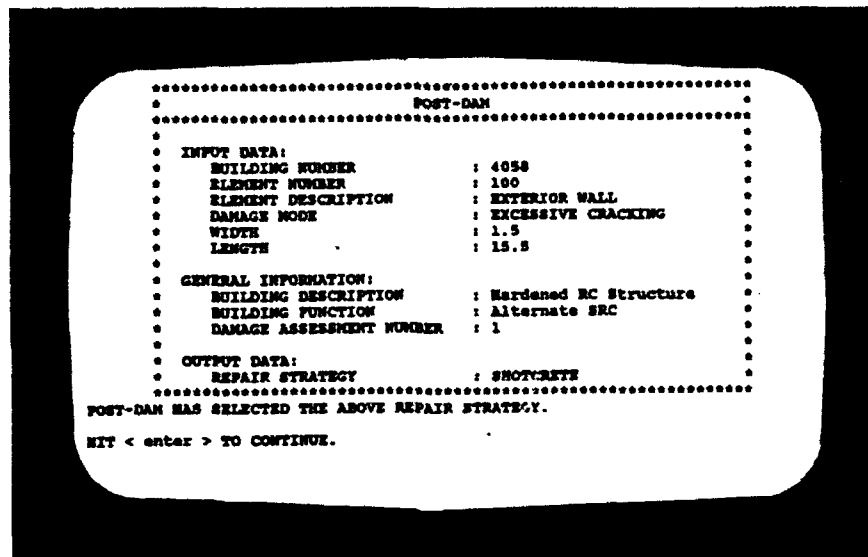 ************************************************************
* POST-DAM *
************************************************************
*
* INPUT DATA: *
* BUILDING NUMBER : 4058 *
* ELEMENT NUMBER : 100 *
* ELEMENT DESCRIPTION : EXTERIOR WALL *
* DAMAGE MODE : EXCESSIVE CRACKING *
* WIDTH : 1.5 *
* LENGTH : 15.5 *
* *
* GENERAL INFORMATION: *
* BUILDING DESCRIPTION : Hardened RC Structure *
* BUILDING FUNCTION : Alternate SRC *
* DAMAGE ASSESSMENT NUMBER : 1 *
* *
* OUTPUT DATA: *
* REPAIR STRATEGY : SHOTCRETE *
************************************************************
POST-DAM HAS SELECTED THE ABOVE REPAIR STRATEGY.
HIT < enter > TO CONTINUE.